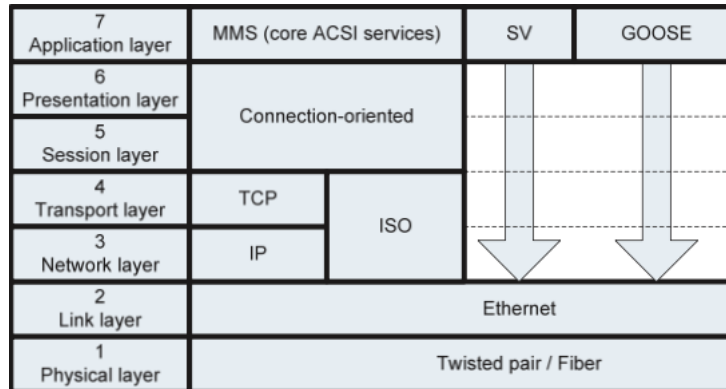 7
Application layer
MMS (core ACSI services)
SV
GOOSE
6
Presentation layer
Connection-oriented
5
Session layer
4
Transport layer
TCP
ISO
3
Network layer
IP
2
Link layer
Ethernet
1
Physical layer
Twisted pair / Fiber